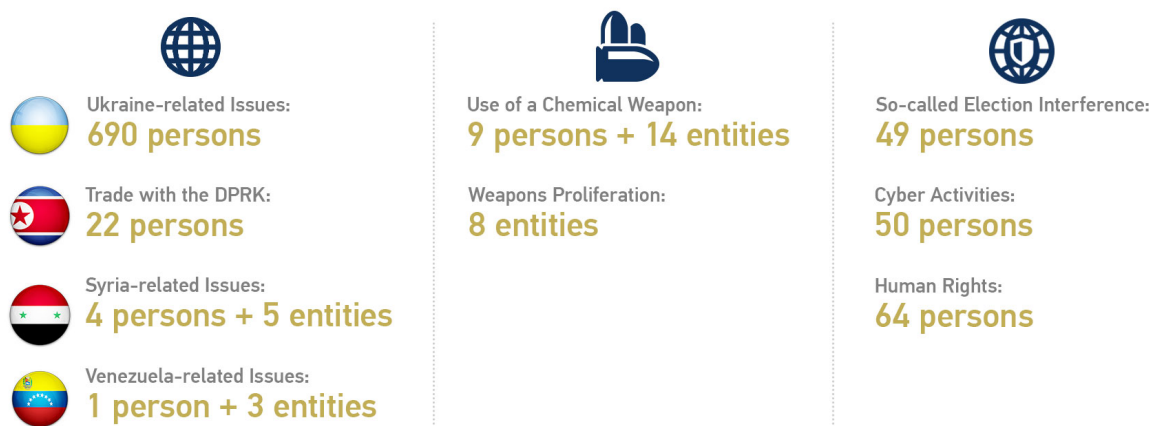 Ukraine-related Issues:
690 persons
Trade with the DPRK:
22 persons
Syria-related Issues:
4 persons + 5 entities
Venezuela-related Issues:
1 person + 3 entities
Use of a Chemical Weapon:
9 persons + 14 entities
Weapons Proliferation:
8 entities
So-called Election Interference:
49 persons
Cyber Activities:
50 persons
Human Rights:
64 persons